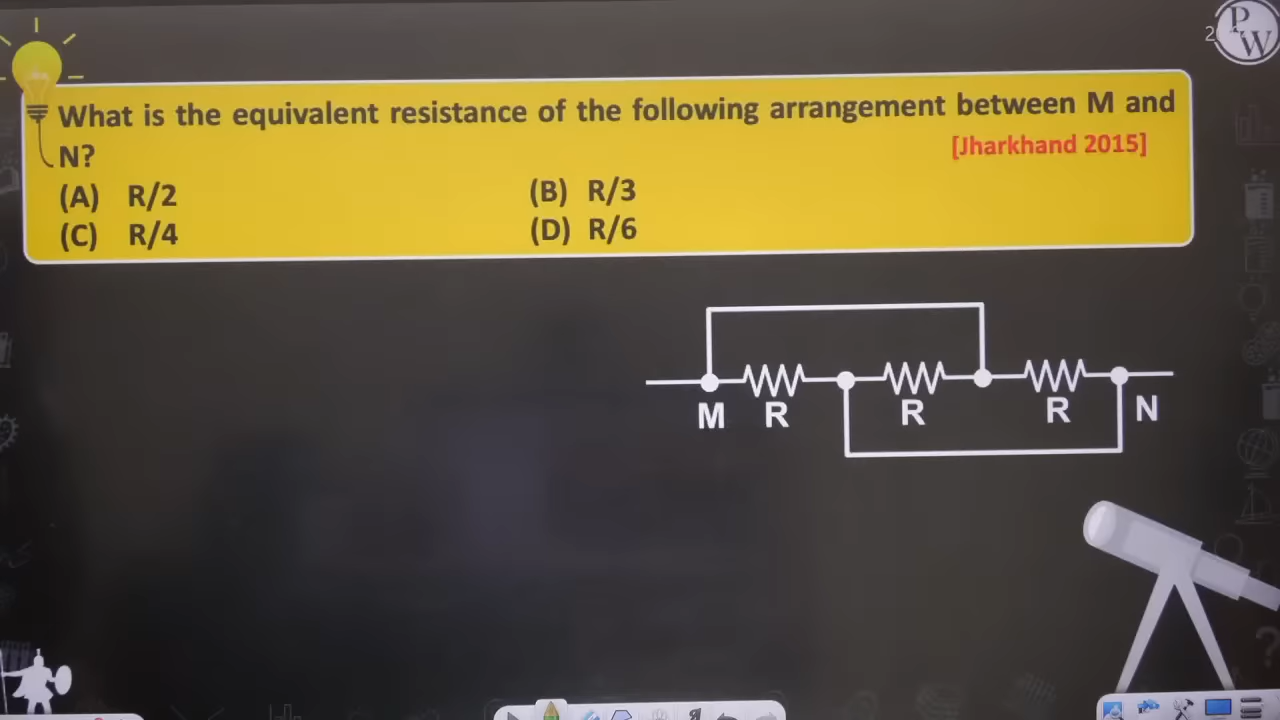 What is the equivalent resistance of the following arrangement between M and
N?
[Jharkhand 2015]
(A) R/2
(B) R/3
(C) R/4
(D) R/6
M R R R N
P
W